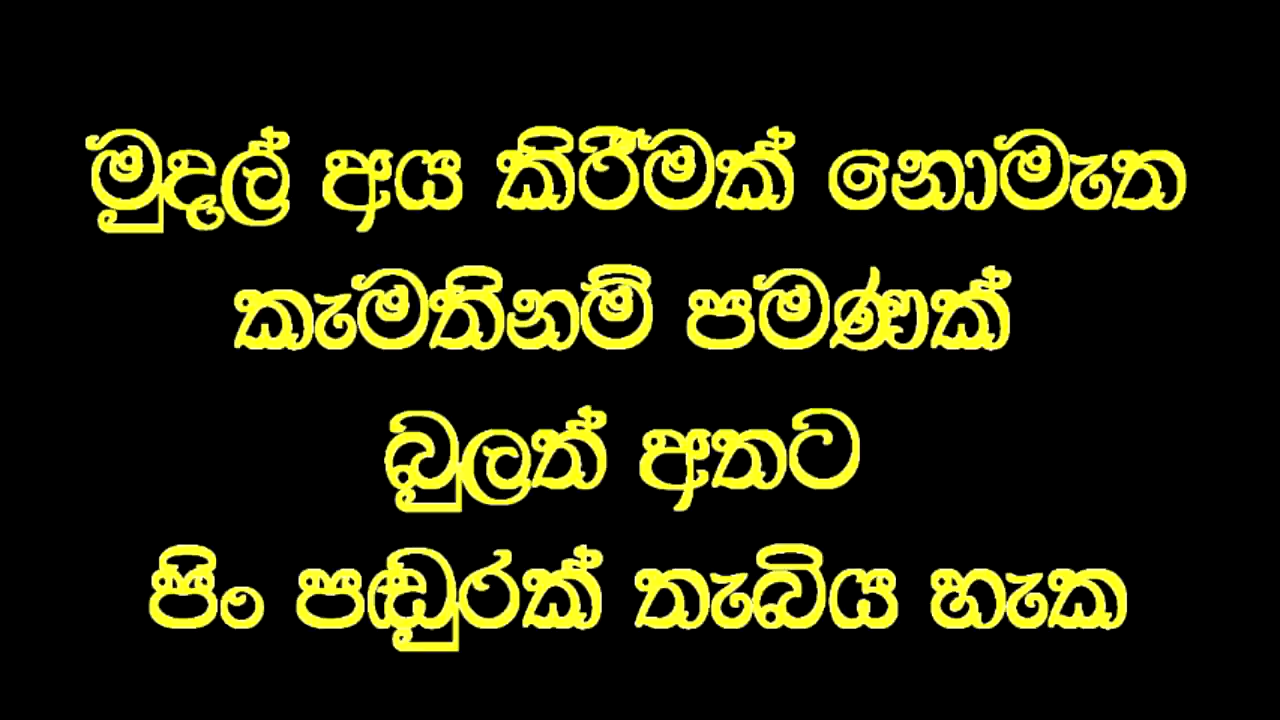 මුදල් අය කිරීමක් නොමැත
කැමතිනම් පමණක්
බුලත් අතට
පිං පඬුරක් තැබිය හැක